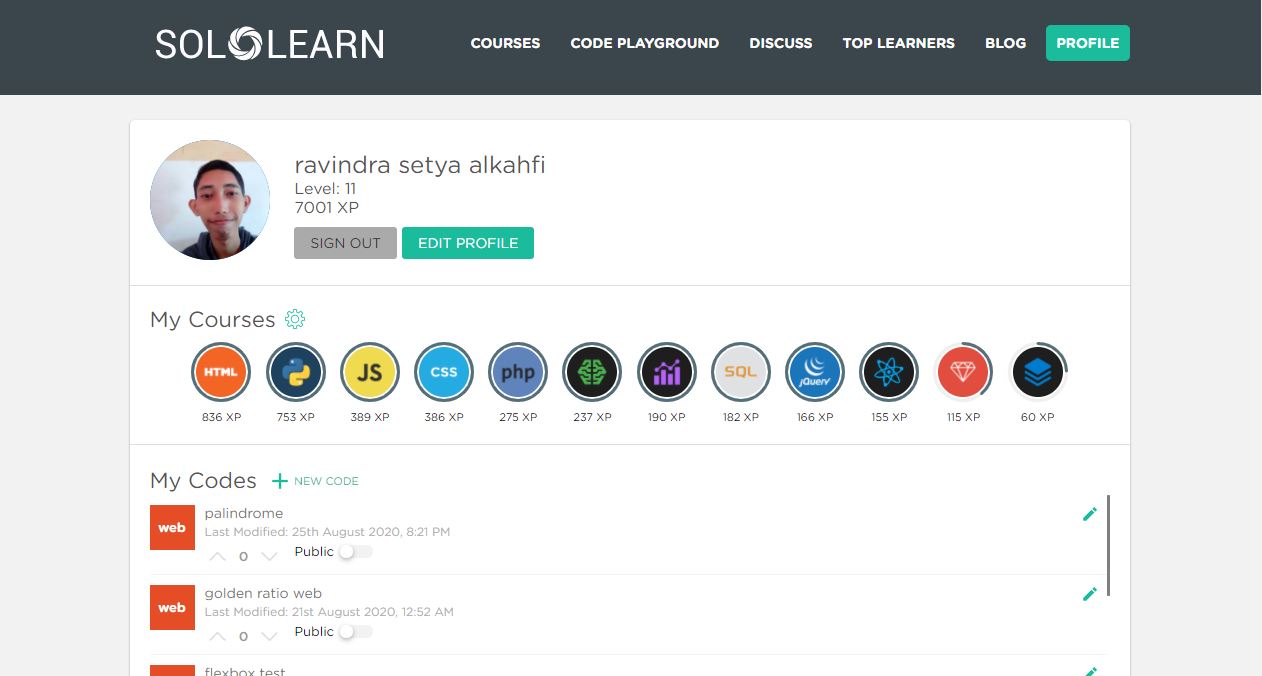 SOLOLEARN
COURSES CODE PLAYGROUND DISCUSS TOP LEARNERS BLOG PROFILE
ravindra setya alkahfi
Level: 11
7001 XP
SIGN OUT EDIT PROFILE
My Courses
HTML JS CSS php SQL jQuery
836 XP 753 XP 389 XP 386 XP 275 XP 237 XP 190 XP 182 XP 166 XP 155 XP 115 XP 60 XP
My Codes NEW CODE
web palindrome
Last Modified: 25th August 2020, 8:21 PM
0 Public
web golden ratio web
Last Modified: 21st August 2020, 12:52 AM
0 Public
flexbox test